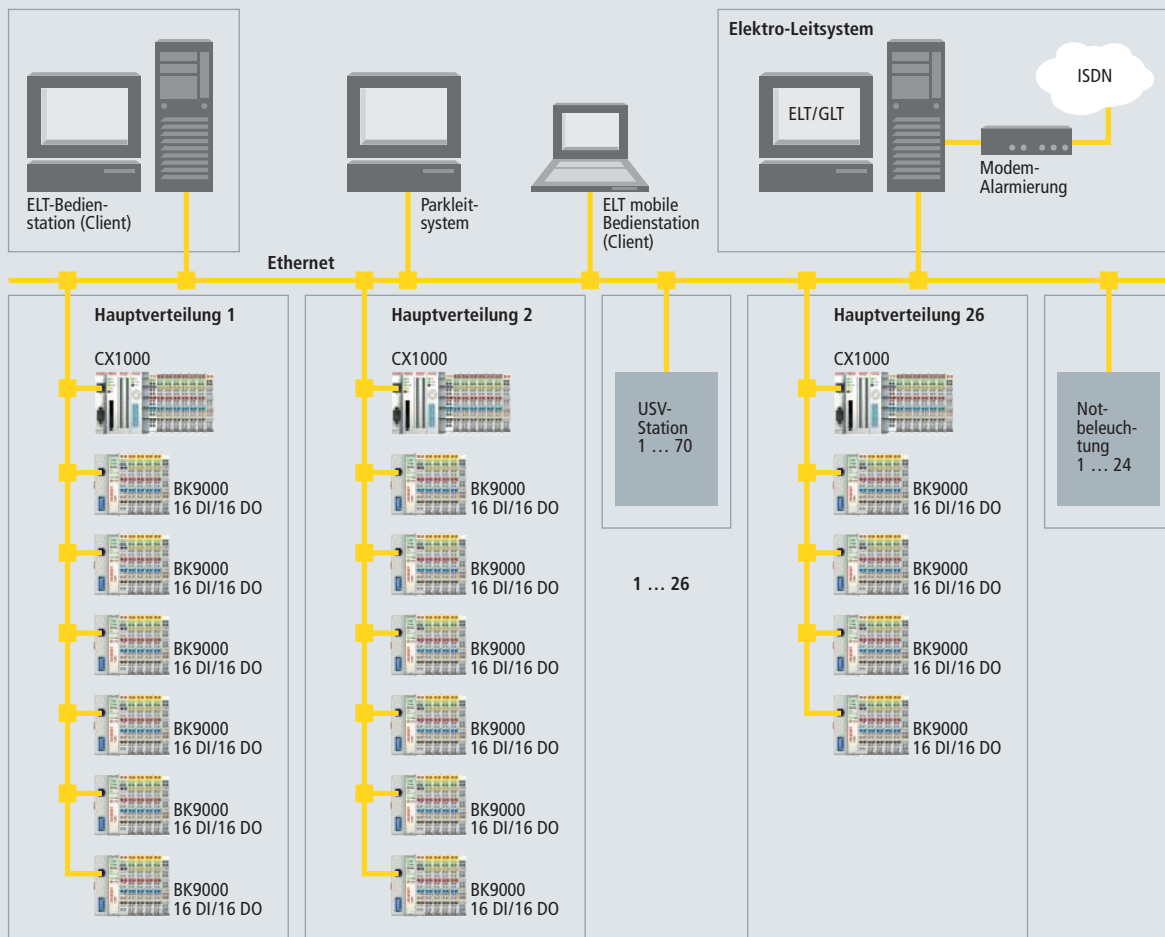 Elektro-Leitsystem
ISDN
ELT/GLT
Modem-
Alarmierung
ELT-Bedien-
station (Client)
Parkleit-
system
ELT mobile
Bedienstation
(Client)
Ethernet
Hauptverteilung 1
CX1000
BK9000
16 DI/16 DO
BK9000
16 DI/16 DO
BK9000
16 DI/16 DO
BK9000
16 DI/16 DO
BK9000
16 DI/16 DO
BK9000
16 DI/16 DO
Hauptverteilung 2
CX1000
BK9000
16 DI/16 DO
BK9000
16 DI/16 DO
BK9000
16 DI/16 DO
BK9000
16 DI/16 DO
BK9000
16 DI/16 DO
BK9000
16 DI/16 DO
USV-
Station
1 … 70
1 … 26
Hauptverteilung 26
CX1000
BK9000
16 DI/16 DO
BK9000
16 DI/16 DO
BK9000
16 DI/16 DO
BK9000
16 DI/16 DO
Not-
beleuch-
tung
1 … 24